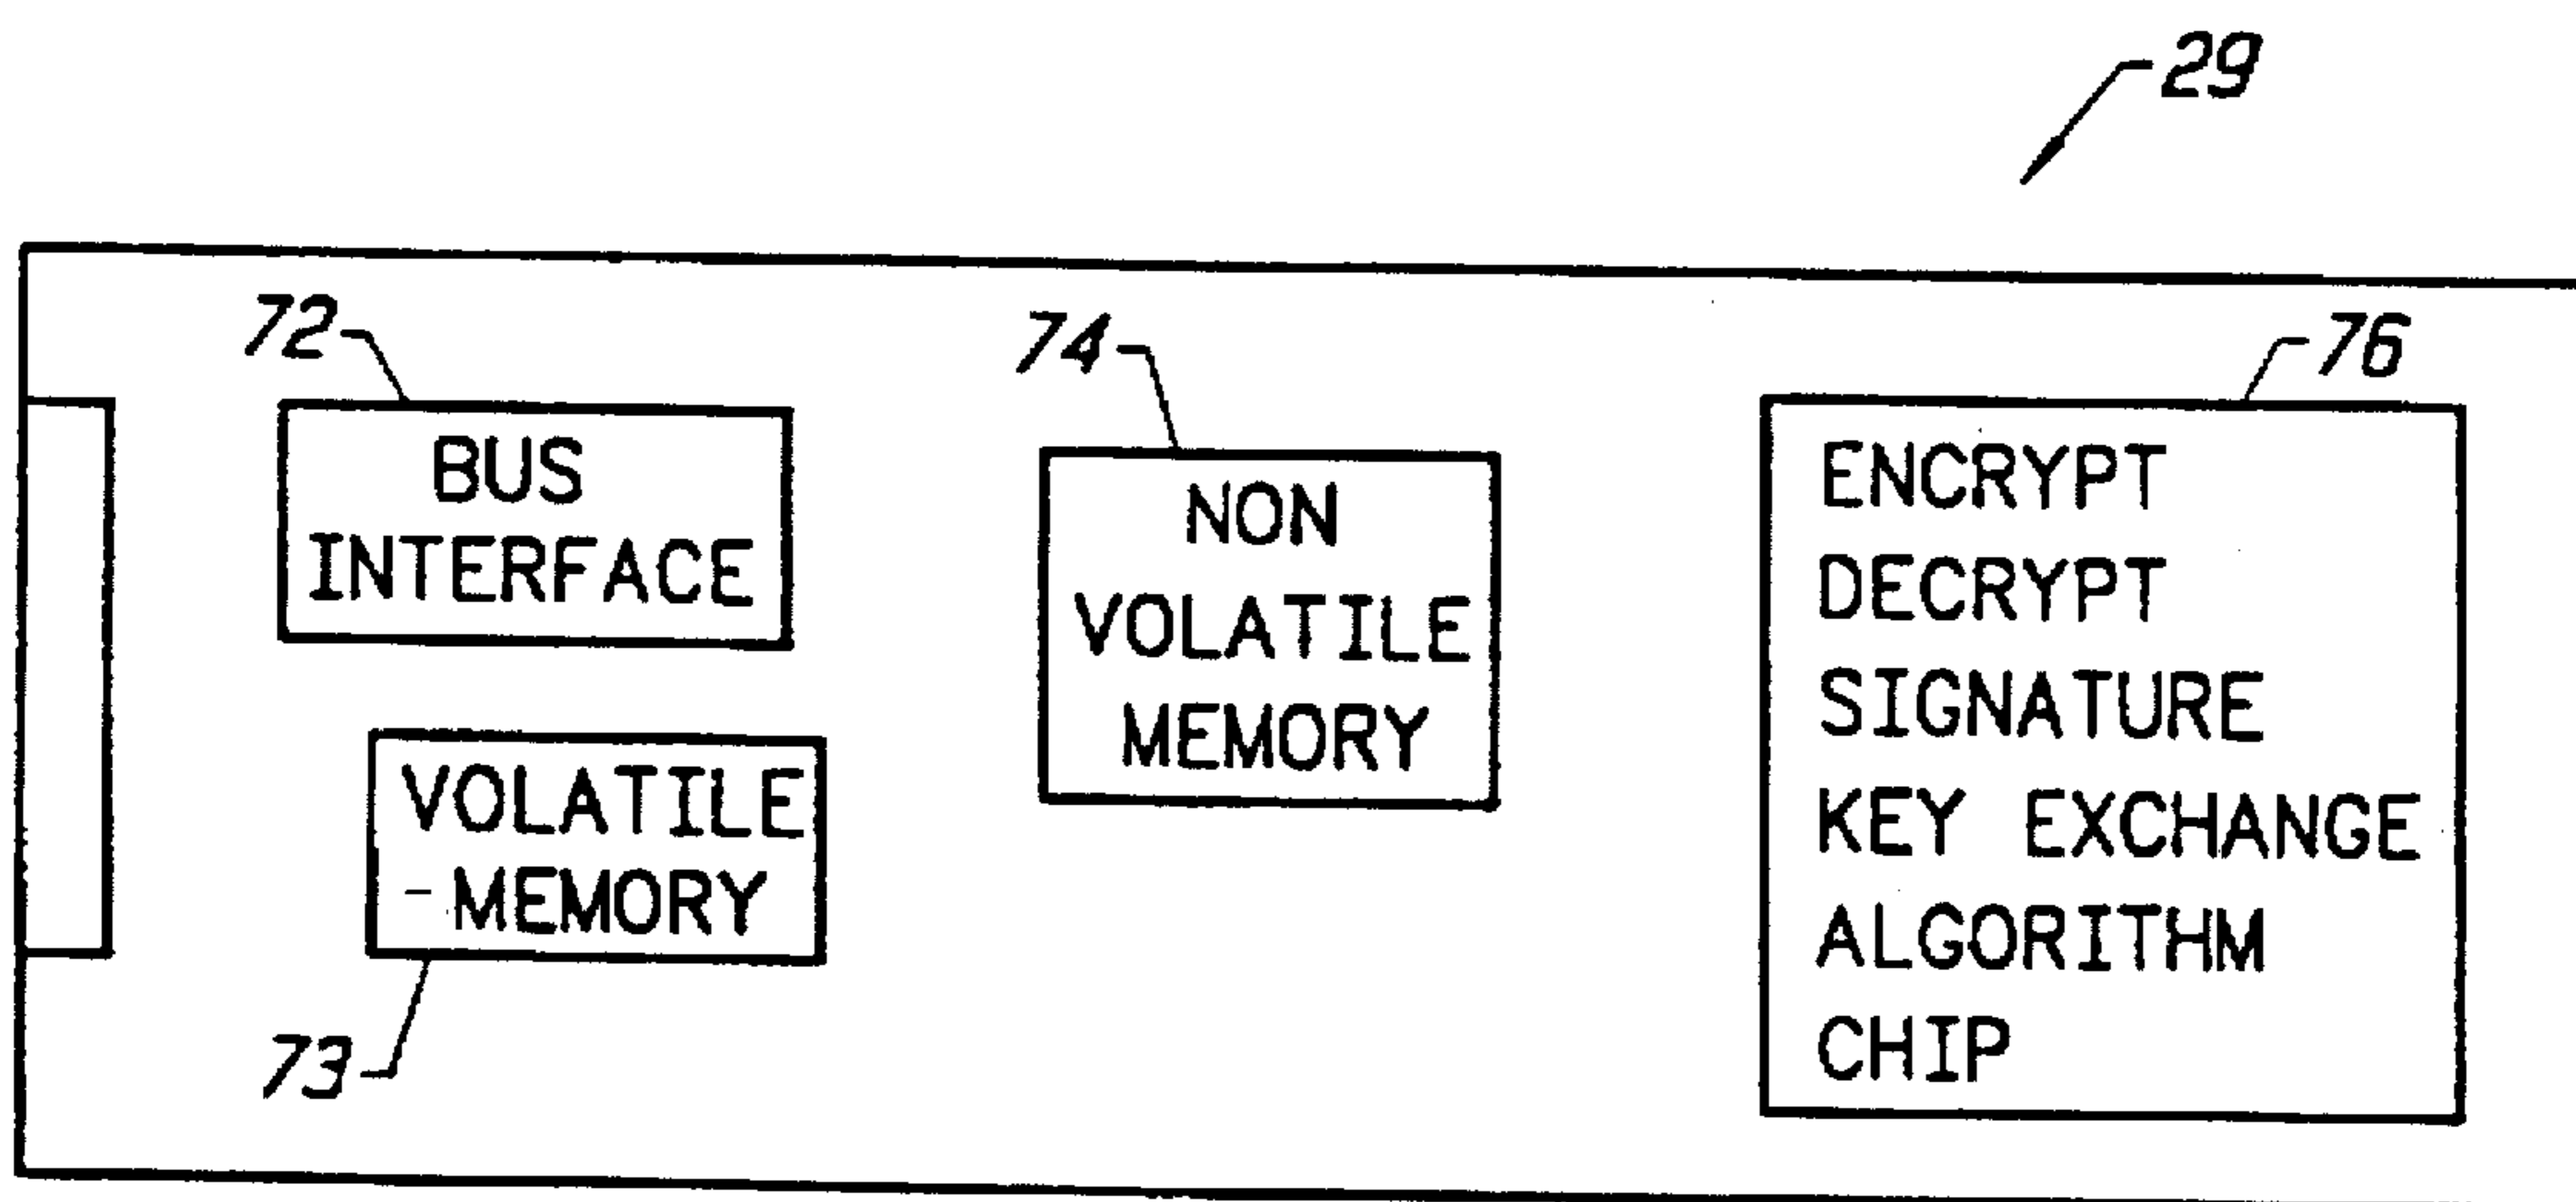 29
72
BUS
INTERFACE
74
NON
VOLATILE
MEMORY
76
ENCRYPT
DECRYPT
SIGNATURE
KEY EXCHANGE
ALGORITHM
CHIP
VOLATILE
MEMORY
73